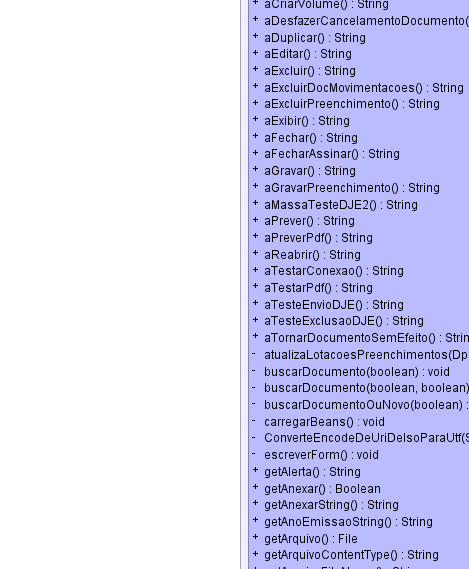 + aCriarVolume() : String
+ aDesfazerCancelamentoDocumento(
+ aDuplicar() : String
+ aEditar() : String
+ aExcluir() : String
+ aExcluirDocMovimentacoes() : String
+ aExcluirPreenchimento() : String
+ aExibir() : String
+ aFechar() : String
+ aFecharAssinar() : String
+ aGravar() : String
+ aGravarPreenchimento() : String
+ aMassaTesteDJE2() : String
+ aPrever() : String
+ aPreverPdf() : String
+ aReabrir() : String
+ aTestarConexao() : String
+ aTestarPdf() : String
+ aTesteEnvioDJE() : String
+ aTesteExclusaoDJE() : String
+ aTornarDocumentoSemEfeito() : Strin
- atualizaLotacoesPreenchimentos(Dp
- buscarDocumento(boolean) : void
- buscarDocumento(boolean, boolean)
- buscarDocumentoOuNovo(boolean) :
- carregarBeans() : void
- ConverteEncodeDeUriDeIsoParaUtf(S
- escreverForm() : void
+ getAlerta() : String
+ getAnexar() : Boolean
+ getAnexarString() : String
+ getAnoEmissaoString() : String
+ getArquivo() : File
+ getArquivoContentType() : String